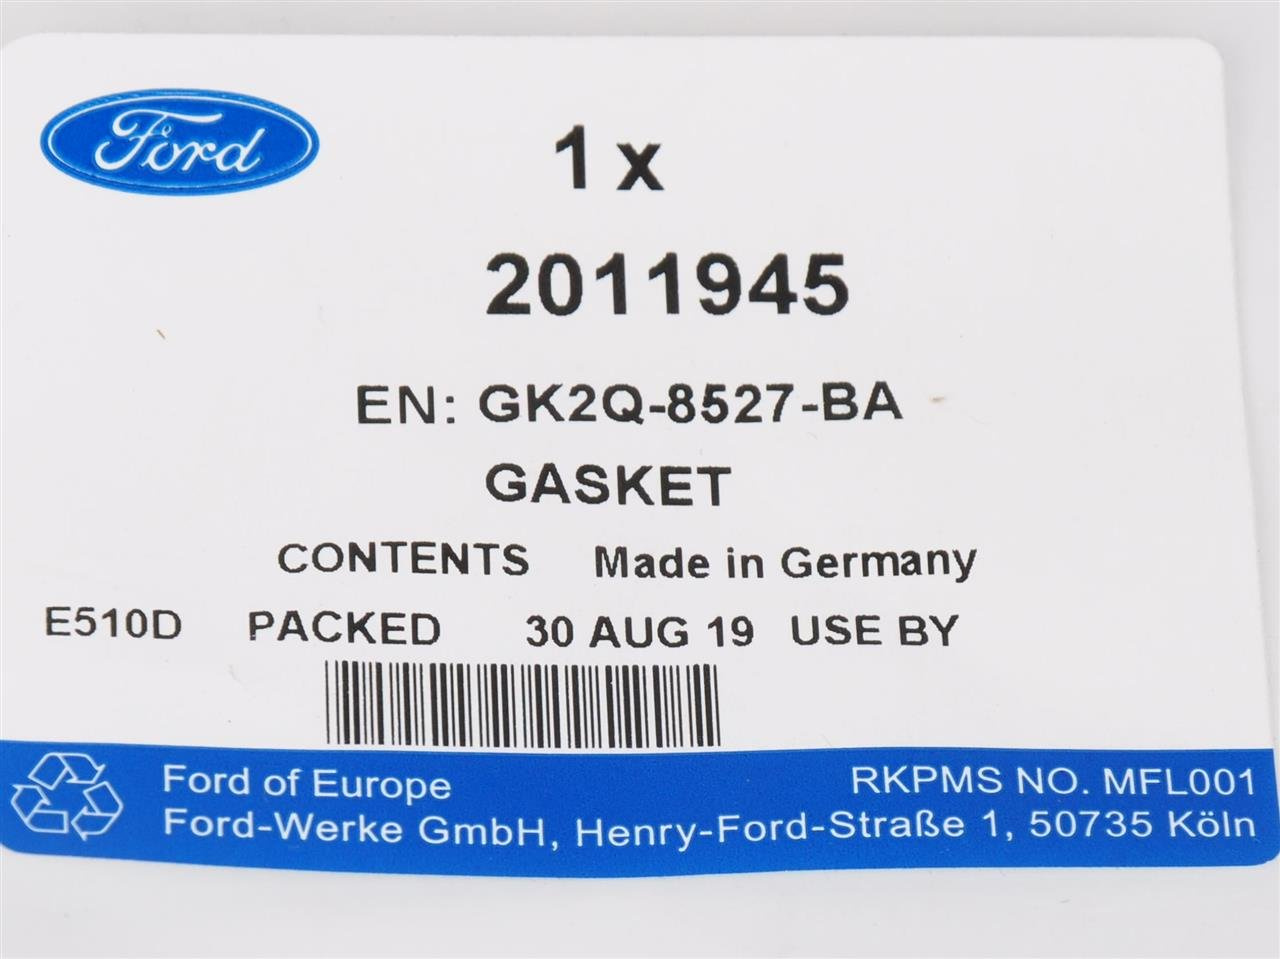 Ford
1 x
2011945
EN: GK2Q-8527-BA
GASKET
CONTENTS Made in Germany
E510D PACKED 30 AUG 19 USE BY
Ford of Europe RKPMS NO. MFL001
Ford-Werke GmbH, Henry-Ford-Straße 1, 50735 Köln